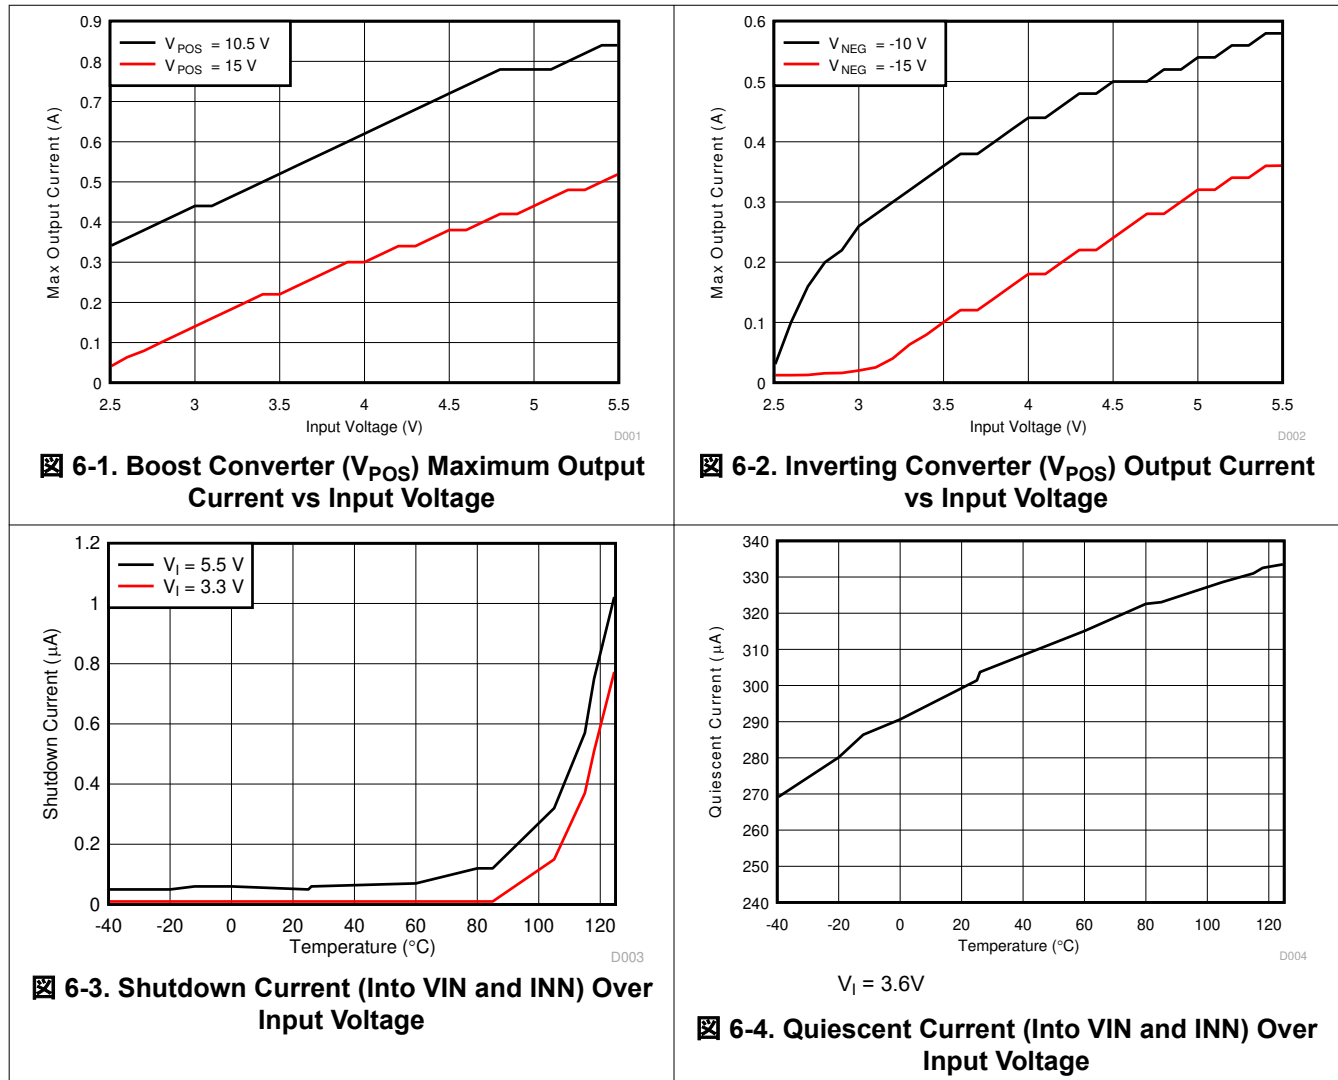 0.9
0.8
0.7
0.6
0.5
0.4
0.3
0.2
0.1
0
Max Output Current (A)
V POS = 10.5 V
V POS = 15 V
2.5 3 3.5 4 4.5 5 5.5
Input Voltage (V)
D001
図 6-1. Boost Converter (VPOS) Maximum Output
Current vs Input Voltage
0.6
0.5
0.4
0.3
0.2
0.1
0
Max Output Current (A)
V NEG = -10 V
V NEG = -15 V
2.5 3 3.5 4 4.5 5 5.5
Input Voltage (V)
D002
図 6-2. Inverting Converter (VPOS) Output Current
vs Input Voltage
1.2
1
0.8
0.6
0.4
0.2
0
Shutdown Current (µA)
VI = 5.5 V
VI = 3.3 V
-40 -20 0 20 40 60 80 100 120
Temperature (°C)
D003
図 6-3. Shutdown Current (Into VIN and INN) Over
Input Voltage
340
330
320
310
300
290
280
270
260
250
240
Quiescent Current (µA)
-40 -20 0 20 40 60 80 100 120
Temperature (°C)
D004
VI = 3.6V
図 6-4. Quiescent Current (Into VIN and INN) Over
Input Voltage